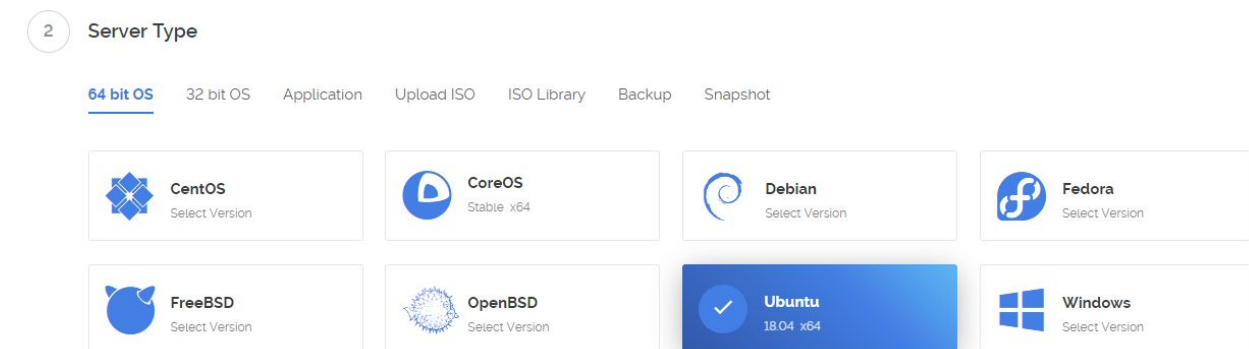 2 Server Type
64 bit OS 32 bit OS Application Upload ISO ISO Library Backup Snapshot
CentOS
Select Version
CoreOS
Stable x64
Debian
Select Version
Fedora
Select Version
FreeBSD
Select Version
OpenBSD
Select Version
Ubuntu
18.04 x64
Windows
Select Version